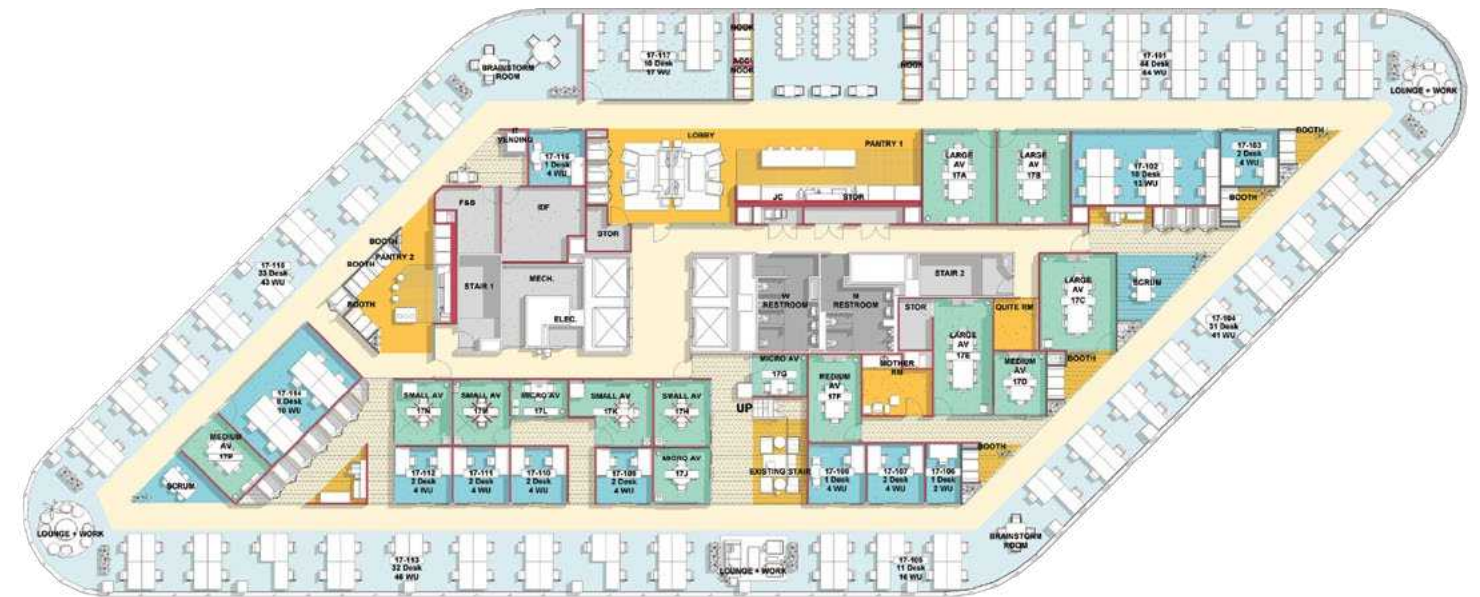 NOOK
17-117
16 Desk
17 WU
ACC.
NOOK
NOOK
17-101
44 Desk
64 WU
BRAINSTORM
ROOM
LOUNGE + WORK
IT
VENDING
17-116
1 Desk
4 WU
LOBBY
PANTRY 1
LARGE
AV
17A
LARGE
AV
17B
17-102
10 Desk
13 WU
17-103
2 Desk
4 WU
BOOTH
BOOTH
F&B
IDF
STOR
JC
STOR
BOOTH
PANTRY 2
BOOTH
BOOTH
17-115
33 Desk
43 WU
STAIR 1
MECH.
ELEC.
W
RESTROOM
M
RESTROOM
STAIR 2
STOR
LARGE
AV
17C
SCRUM
QUITE RM
LARGE
AV
17E
17-104
31 Desk
41 WU
MICRO AV
17G
MEDIUM
AV
17F
MOTHER
RM
MEDIUM
AV
17D
BOOTH
17-114
8 Desk
10 WU
MEDIUM
AV
17P
SCRUM
SMALL AV
17N
SMALL AV
17M
MICRO AV
17L
SMALL AV
17K
SMALL AV
17H
UP
MICRO AV
17J
EXISTING STAIR
BOOTH
17-112
2 Desk
4 WU
17-111
2 Desk
4 WU
17-110
2 Desk
4 WU
17-109
2 Desk
4 WU
17-108
1 Desk
4 WU
17-107
2 Desk
4 WU
17-106
1 Desk
2 WU
LOUNGE + WORK
BRAINSTORM
ROOM
17-113
32 Desk
46 WU
LOUNGE + WORK
17-105
11 Desk
16 WU